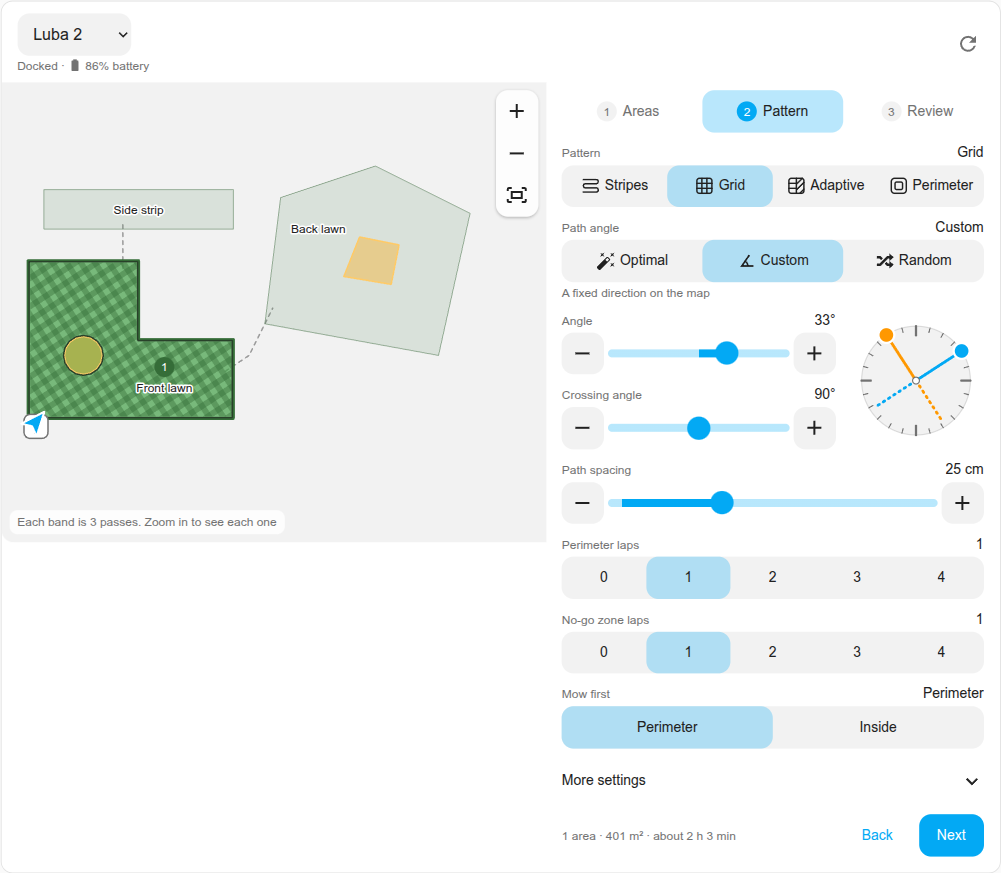 Luba 2
Docked · 86% battery
1 Areas
2 Pattern
3 Review
Side strip
Back lawn
1
Front lawn
Each band is 3 passes. Zoom in to see each one
Pattern Grid
Stripes Grid Adaptive Perimeter
Path angle Custom
Optimal Custom Random
A fixed direction on the map
Angle 33°
Crossing angle 90°
Path spacing 25 cm
Perimeter laps 1
0 1 2 3 4
No-go zone laps 1
0 1 2 3 4
Mow first Perimeter
Perimeter Inside
More settings
1 area · 401 m² · about 2 h 3 min
Back Next